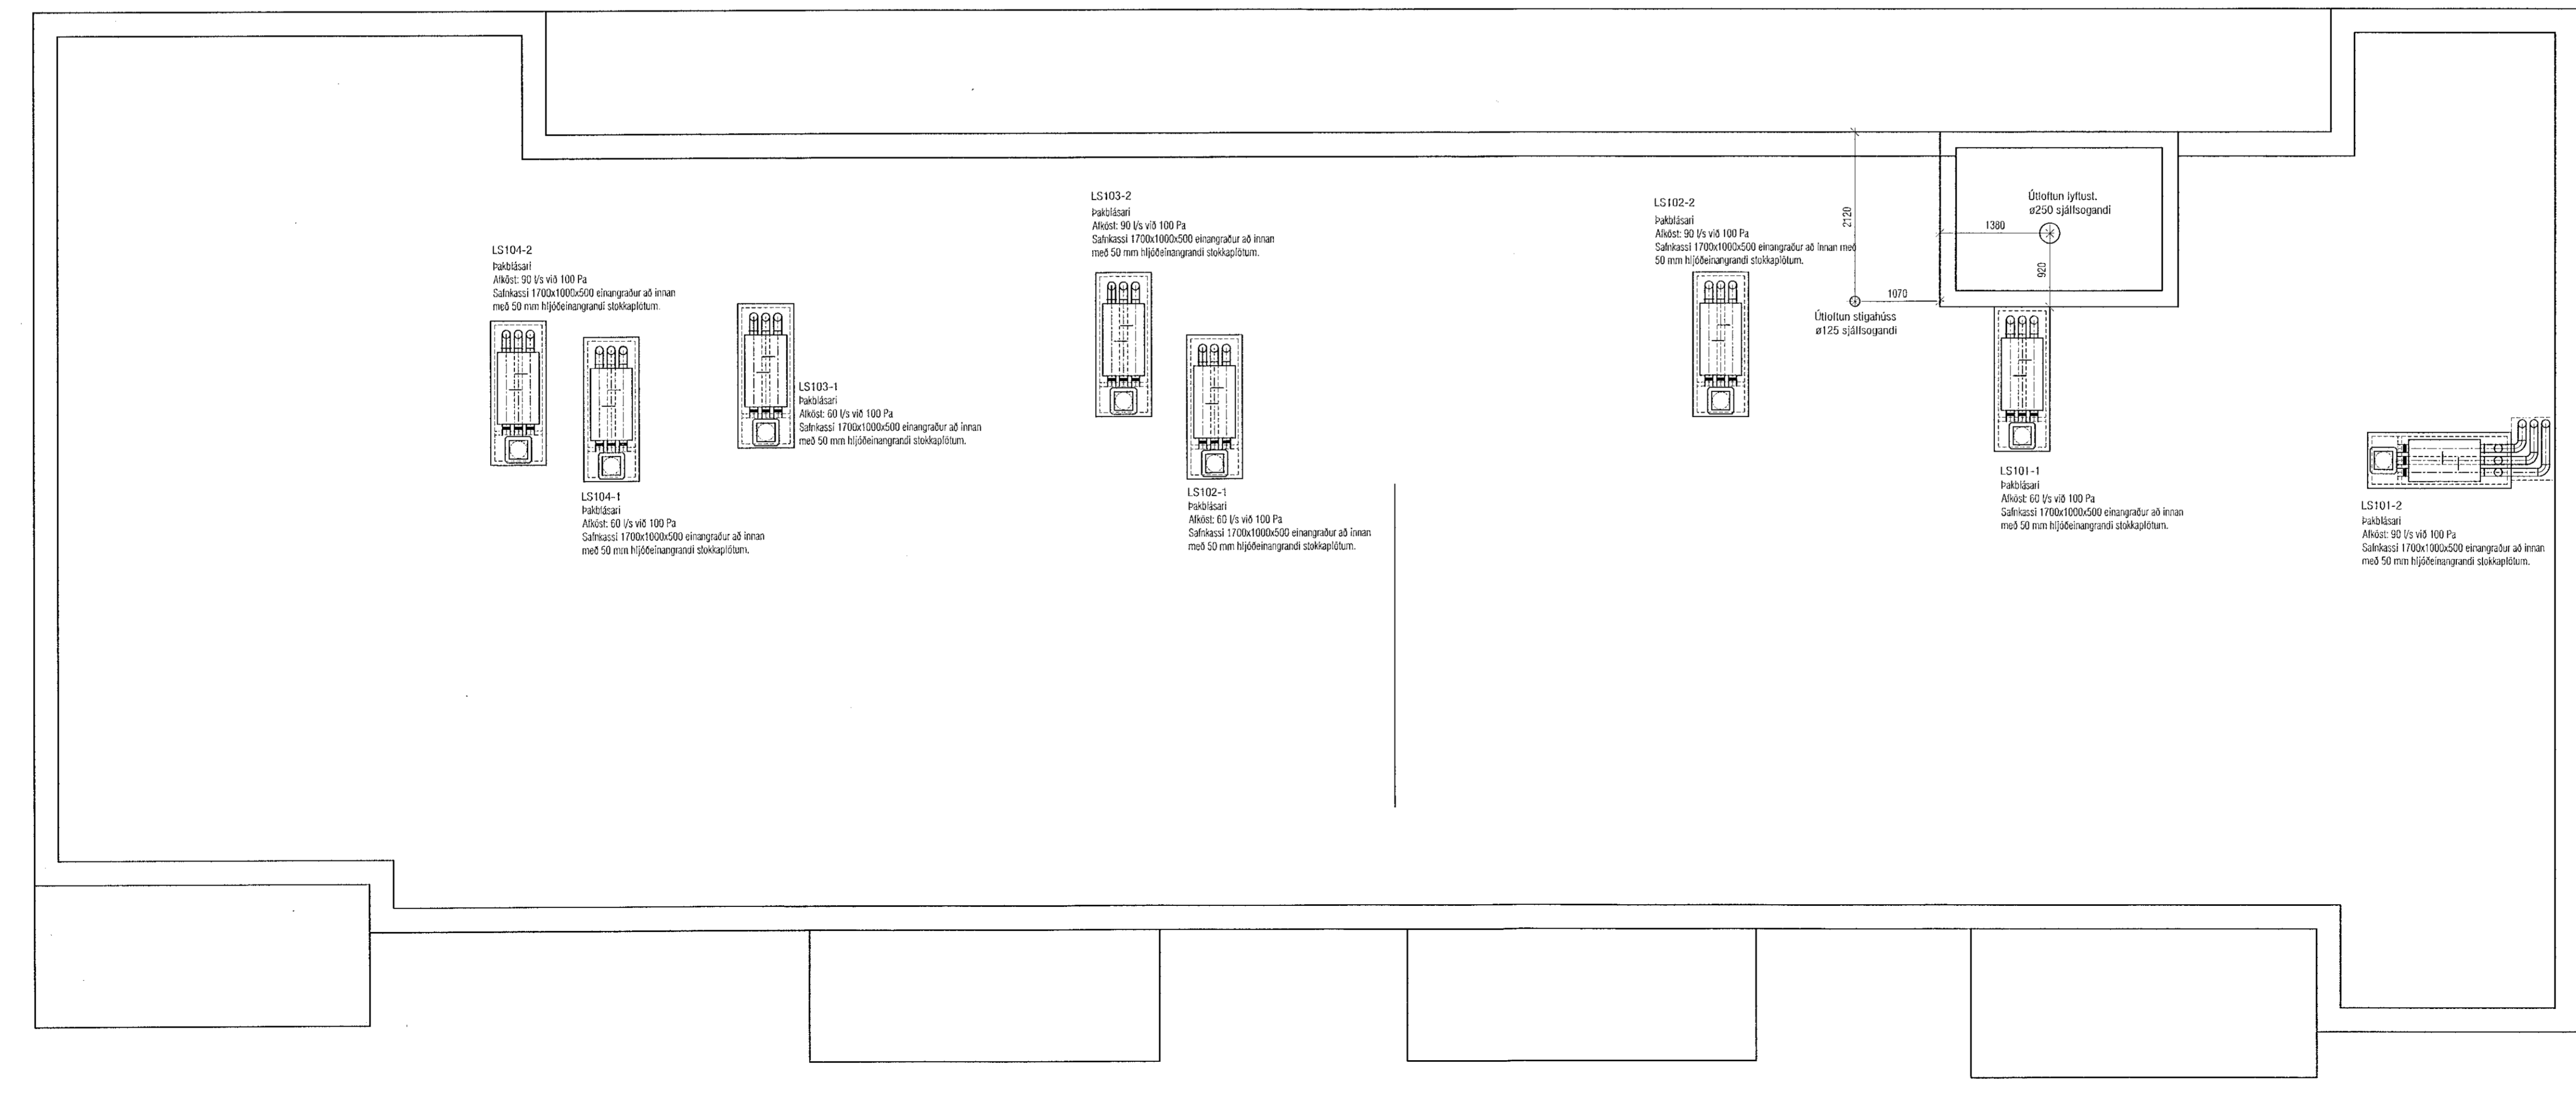 LS103-2
Þakblásari
Afköst: 90 l/s við 100 Pa
Safnkassi 1700x1000x500 einangraður að innan
með 50 mm hljóðeinangrandi stokkaplötum.
LS102-2
Þakblásari
Afköst: 90 l/s við 100 Pa
Safnkassi 1700x1000x500 einangraður að innan með
50 mm hljóðeinangrandi stokkaplötum.
2120
Útloftun lyftust.
ø250 sjálfsogandi
1380
920
1070
Útloftun stigahúss
ø125 sjálfsogandi
LS104-2
Þakblásari
Afköst: 90 l/s við 100 Pa
Safnkassi 1700x1000x500 einangraður að innan
með 50 mm hljóðeinangrandi stokkaplötum.
LS103-1
Þakblásari
Afköst: 60 l/s við 100 Pa
Safnkassi 1700x1000x500 einangraður að innan
með 50 mm hljóðeinangrandi stokkaplötum.
LS104-1
Þakblásari
Afköst: 60 l/s við 100 Pa
Safnkassi 1700x1000x500 einangraður að innan
með 50 mm hljóðeinangrandi stokkaplötum.
LS102-1
Þakblásari
Afköst: 60 l/s við 100 Pa
Safnkassi 1700x1000x500 einangraður að innan
með 50 mm hljóðeinangrandi stokkaplötum.
LS101-1
Þakblásari
Afköst: 60 l/s við 100 Pa
Safnkassi 1700x1000x500 einangraður að innan
með 50 mm hljóðeinangrandi stokkaplötum.
LS101-2
Þakblásari
Afköst: 90 l/s við 100 Pa
Safnkassi 1700x1000x500 einangraður að innan
með 50 mm hljóðeinangrandi stokkaplötum.